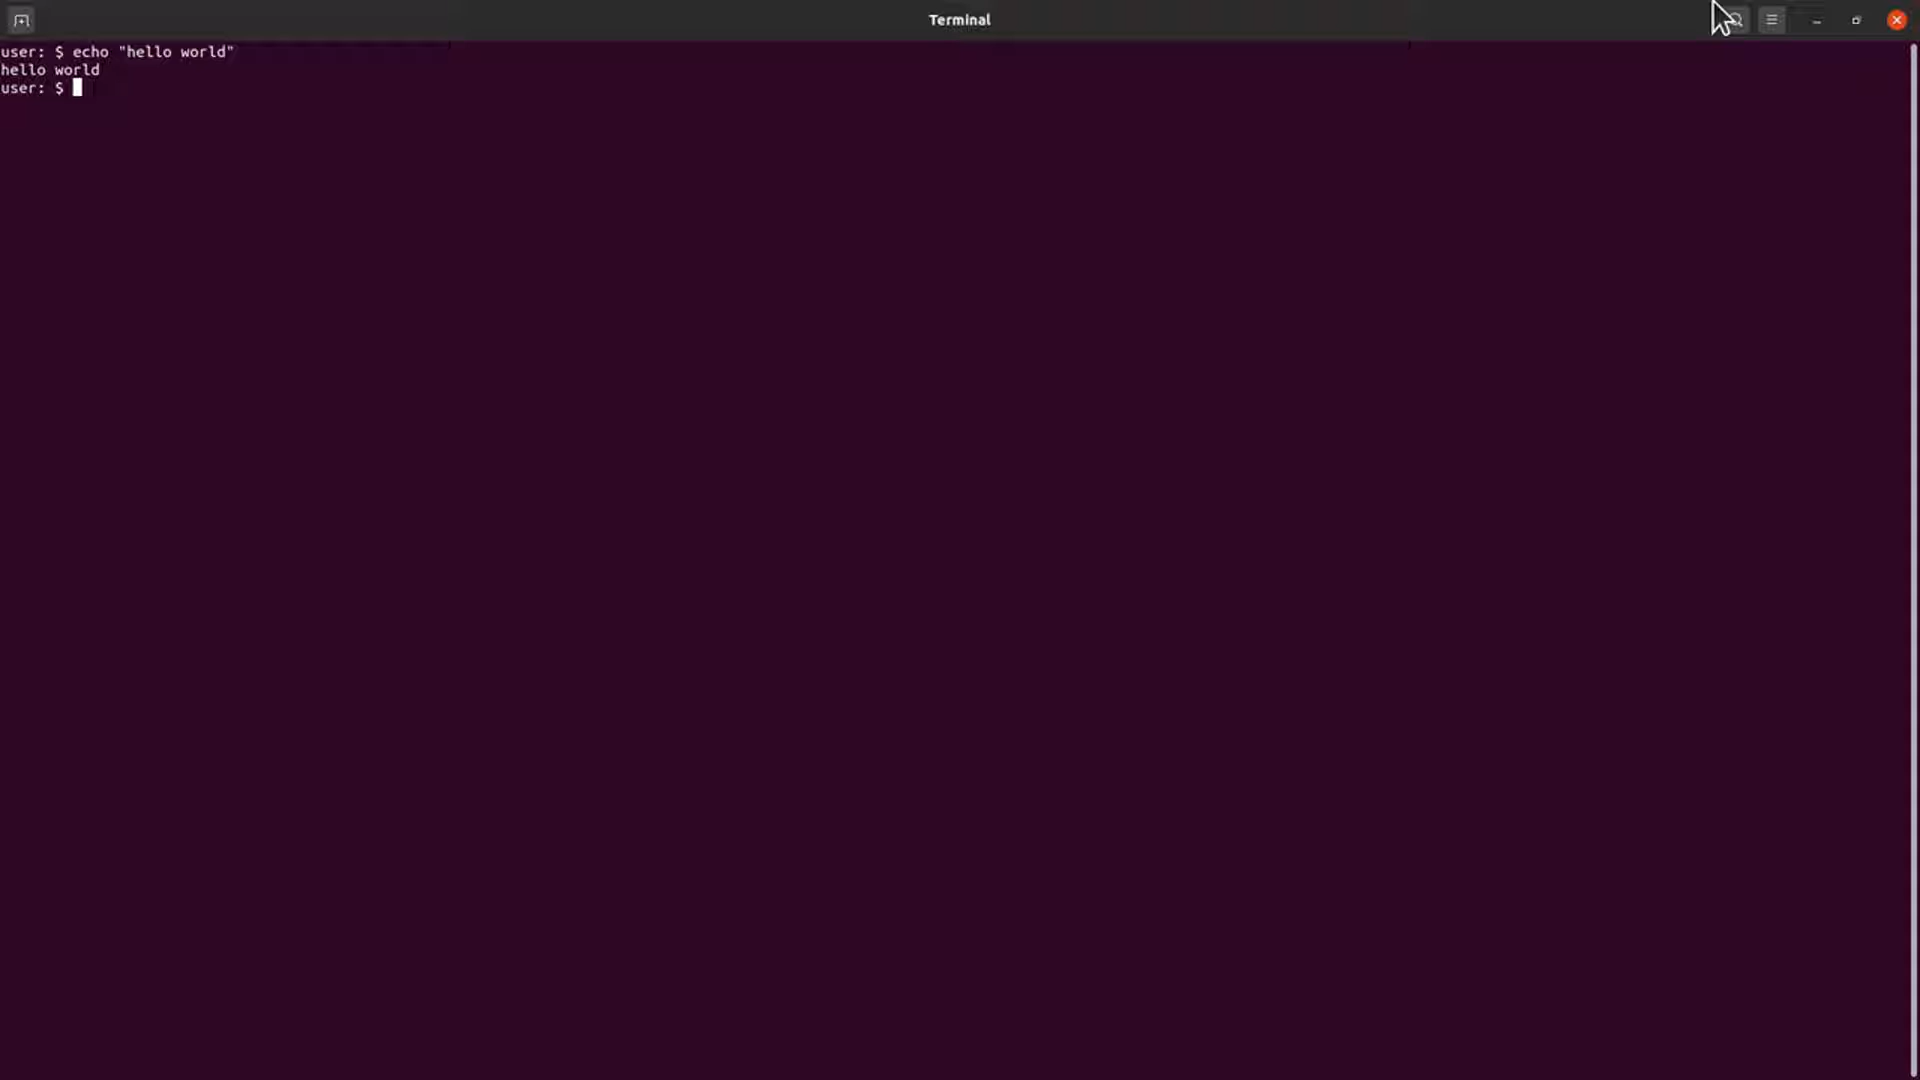 Terminal
user: $ echo "hello world"
hello world
user: $